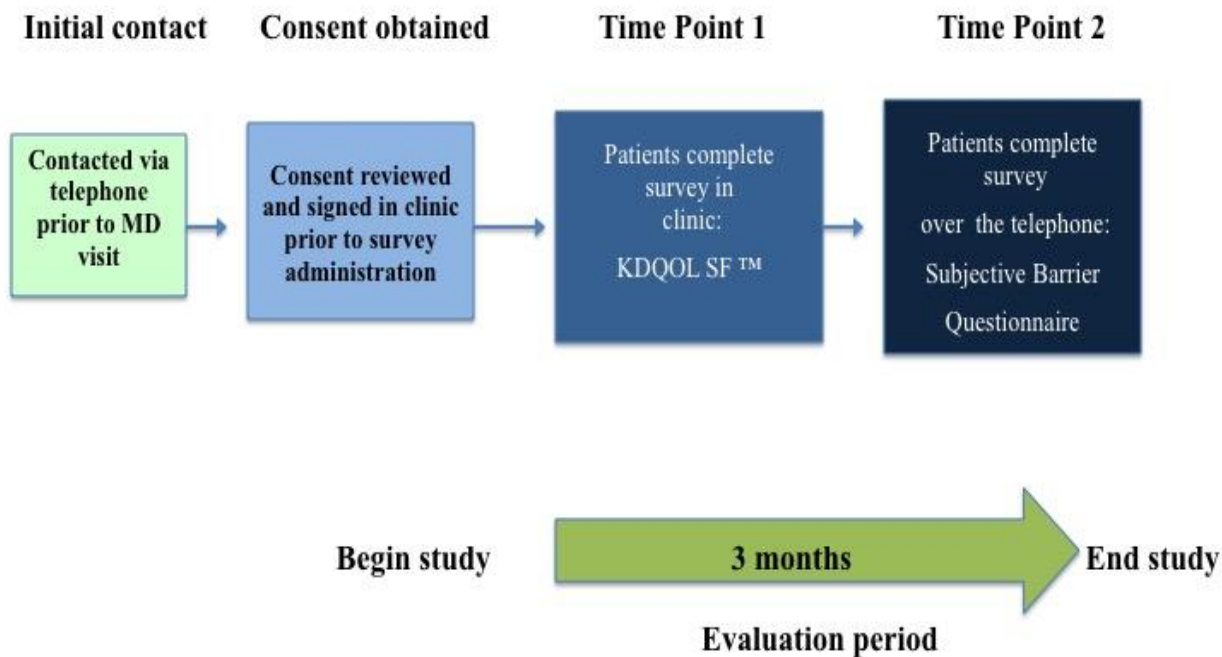 Initial contact
Consent obtained
Time Point 1
Time Point 2
Contacted via
telephone
prior to MD
visit
Consent reviewed
and signed in clinic
prior to survey
administration
Patients complete
survey in
clinic:
KDQOL SF ™
Patients complete
survey
over the telephone:
Subjective Barrier
Questionnaire
Begin study
3 months
End study
Evaluation period